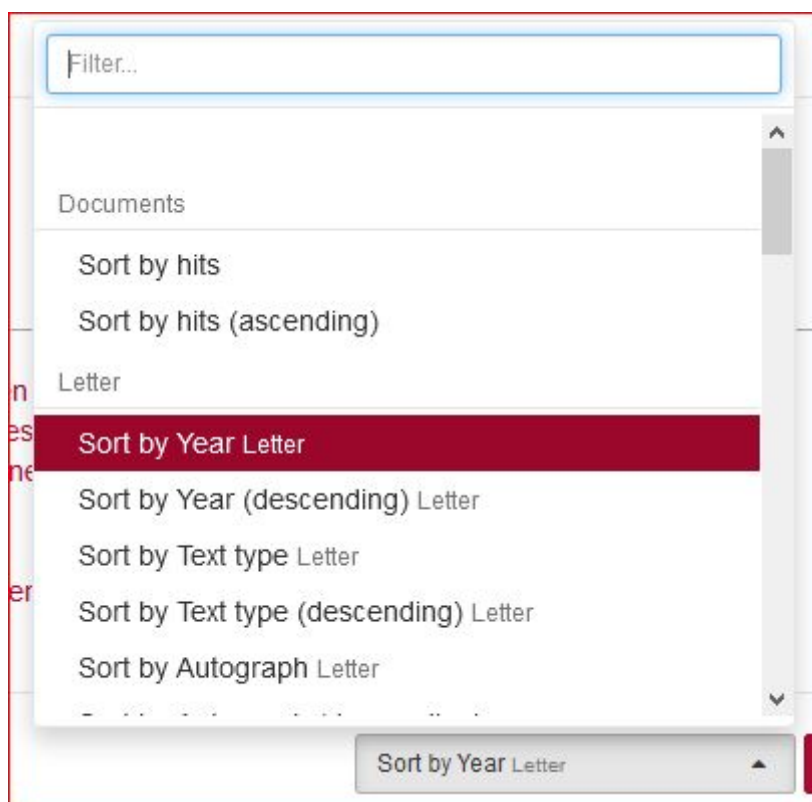 Filter...
Documents
Sort by hits
Sort by hits (ascending)
Letter
Sort by Year Letter
Sort by Year (descending) Letter
Sort by Text type Letter
Sort by Text type (descending) Letter
Sort by Autograph Letter
Sort by Year Letter